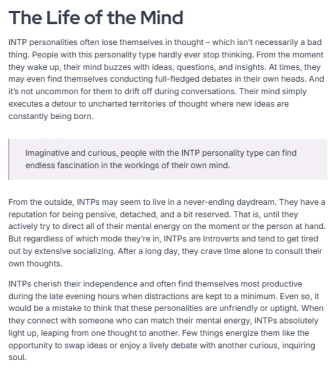 The Life of the Mind
INTP personalities often lose themselves in thought – which isn't necessarily a bad
thing. People with this personality type hardly ever stop thinking. From the moment
they wake up, their mind buzzes with ideas, questions, and insights. At times, they
may even find themselves conducting full-fledged debates in their own heads. And
it's not uncommon for them to drift off during conversations. Their mind simply
executes a detour to uncharted territories of thought where new ideas are
constantly being born.
Imaginative and curious, people with the INTP personality type can find
endless fascination in the workings of their own mind.
From the outside, INTPs may seem to live in a never-ending daydream. They have a
reputation for being pensive, detached, and a bit reserved. That is, until they
actively try to direct all of their mental energy on the moment or the person at hand.
But regardless of which mode they're in, INTPs are Introverts and tend to get tired
out by extensive socializing. After a long day, they crave time alone to consult their
own thoughts.
INTPs cherish their independence and often find themselves most productive
during the late evening hours when distractions are kept to a minimum. Even so, it
would be a mistake to think that these personalities are unfriendly or uptight. When
they connect with someone who can match their mental energy, INTPs absolutely
light up, leaping from one thought to another. Few things energize them like the
opportunity to swap ideas or enjoy a lively debate with another curious, inquiring
soul.